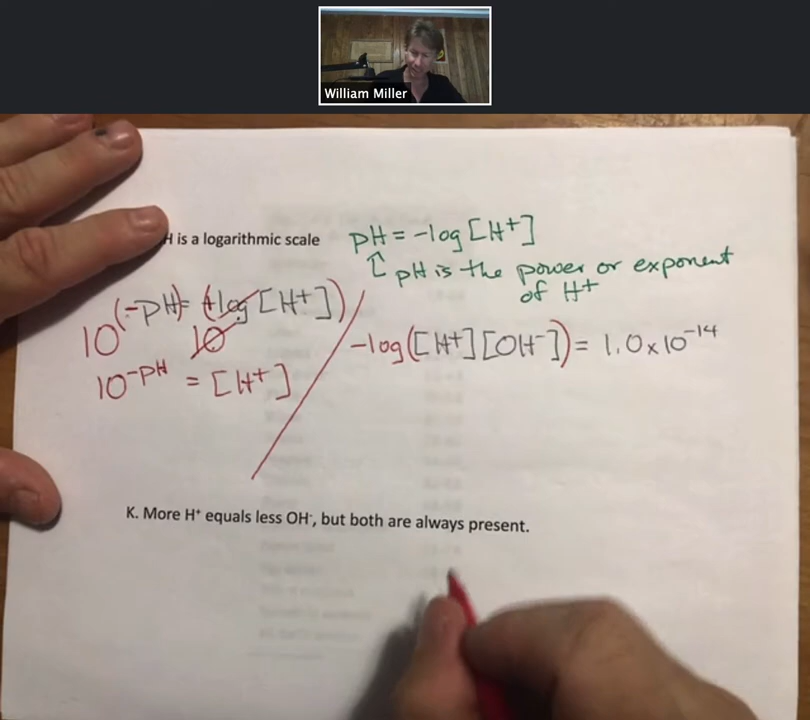 William Miller
H is a logarithmic scale
pH = -log [H+]
pH is the power or exponent
of H+
10^(-pH) = 10^(+log [H+])
-log([H+][OH-]) = 1.0 x 10^-14
10^-pH = [H+]
K. More H⁺ equals less OH⁻, but both are always present.